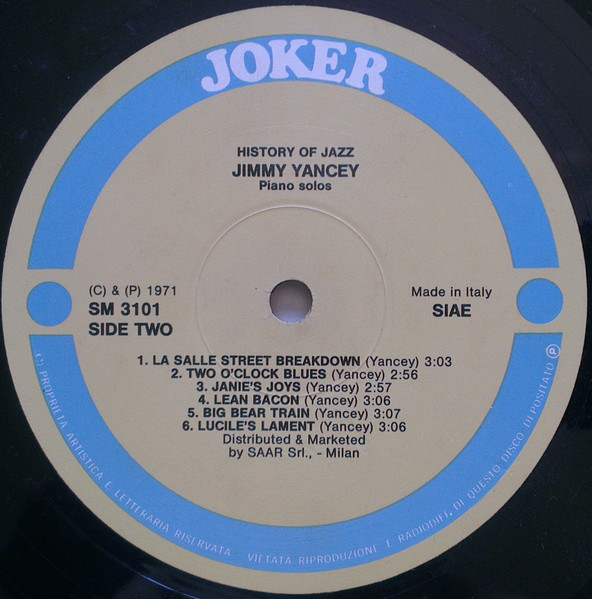 JOKER
HISTORY OF JAZZ
JIMMY YANCEY
Piano solos
(C) & (P) 1971
SM 3101
SIDE TWO
Made in Italy
SIAE
1. LA SALLE STREET BREAKDOWN (Yancey) 3:03
2. TWO O'CLOCK BLUES (Yancey) 2:56
3. JANIE'S JOYS (Yancey) 2:57
4. LEAN BACON (Yancey) 3:06
5. BIG BEAR TRAIN (Yancey) 3:07
6. LUCILE'S LAMENT (Yancey) 3:06
Distributed & Marketed
by SAAR Srl., - Milan
(C) PROPRIETA ARTISTICA E LETTERARIA RISERVATA - VIETATA RIPRODUZIONE E RADIODIFF. DI QUESTO DISCO DEPOSITATO Ⓟ